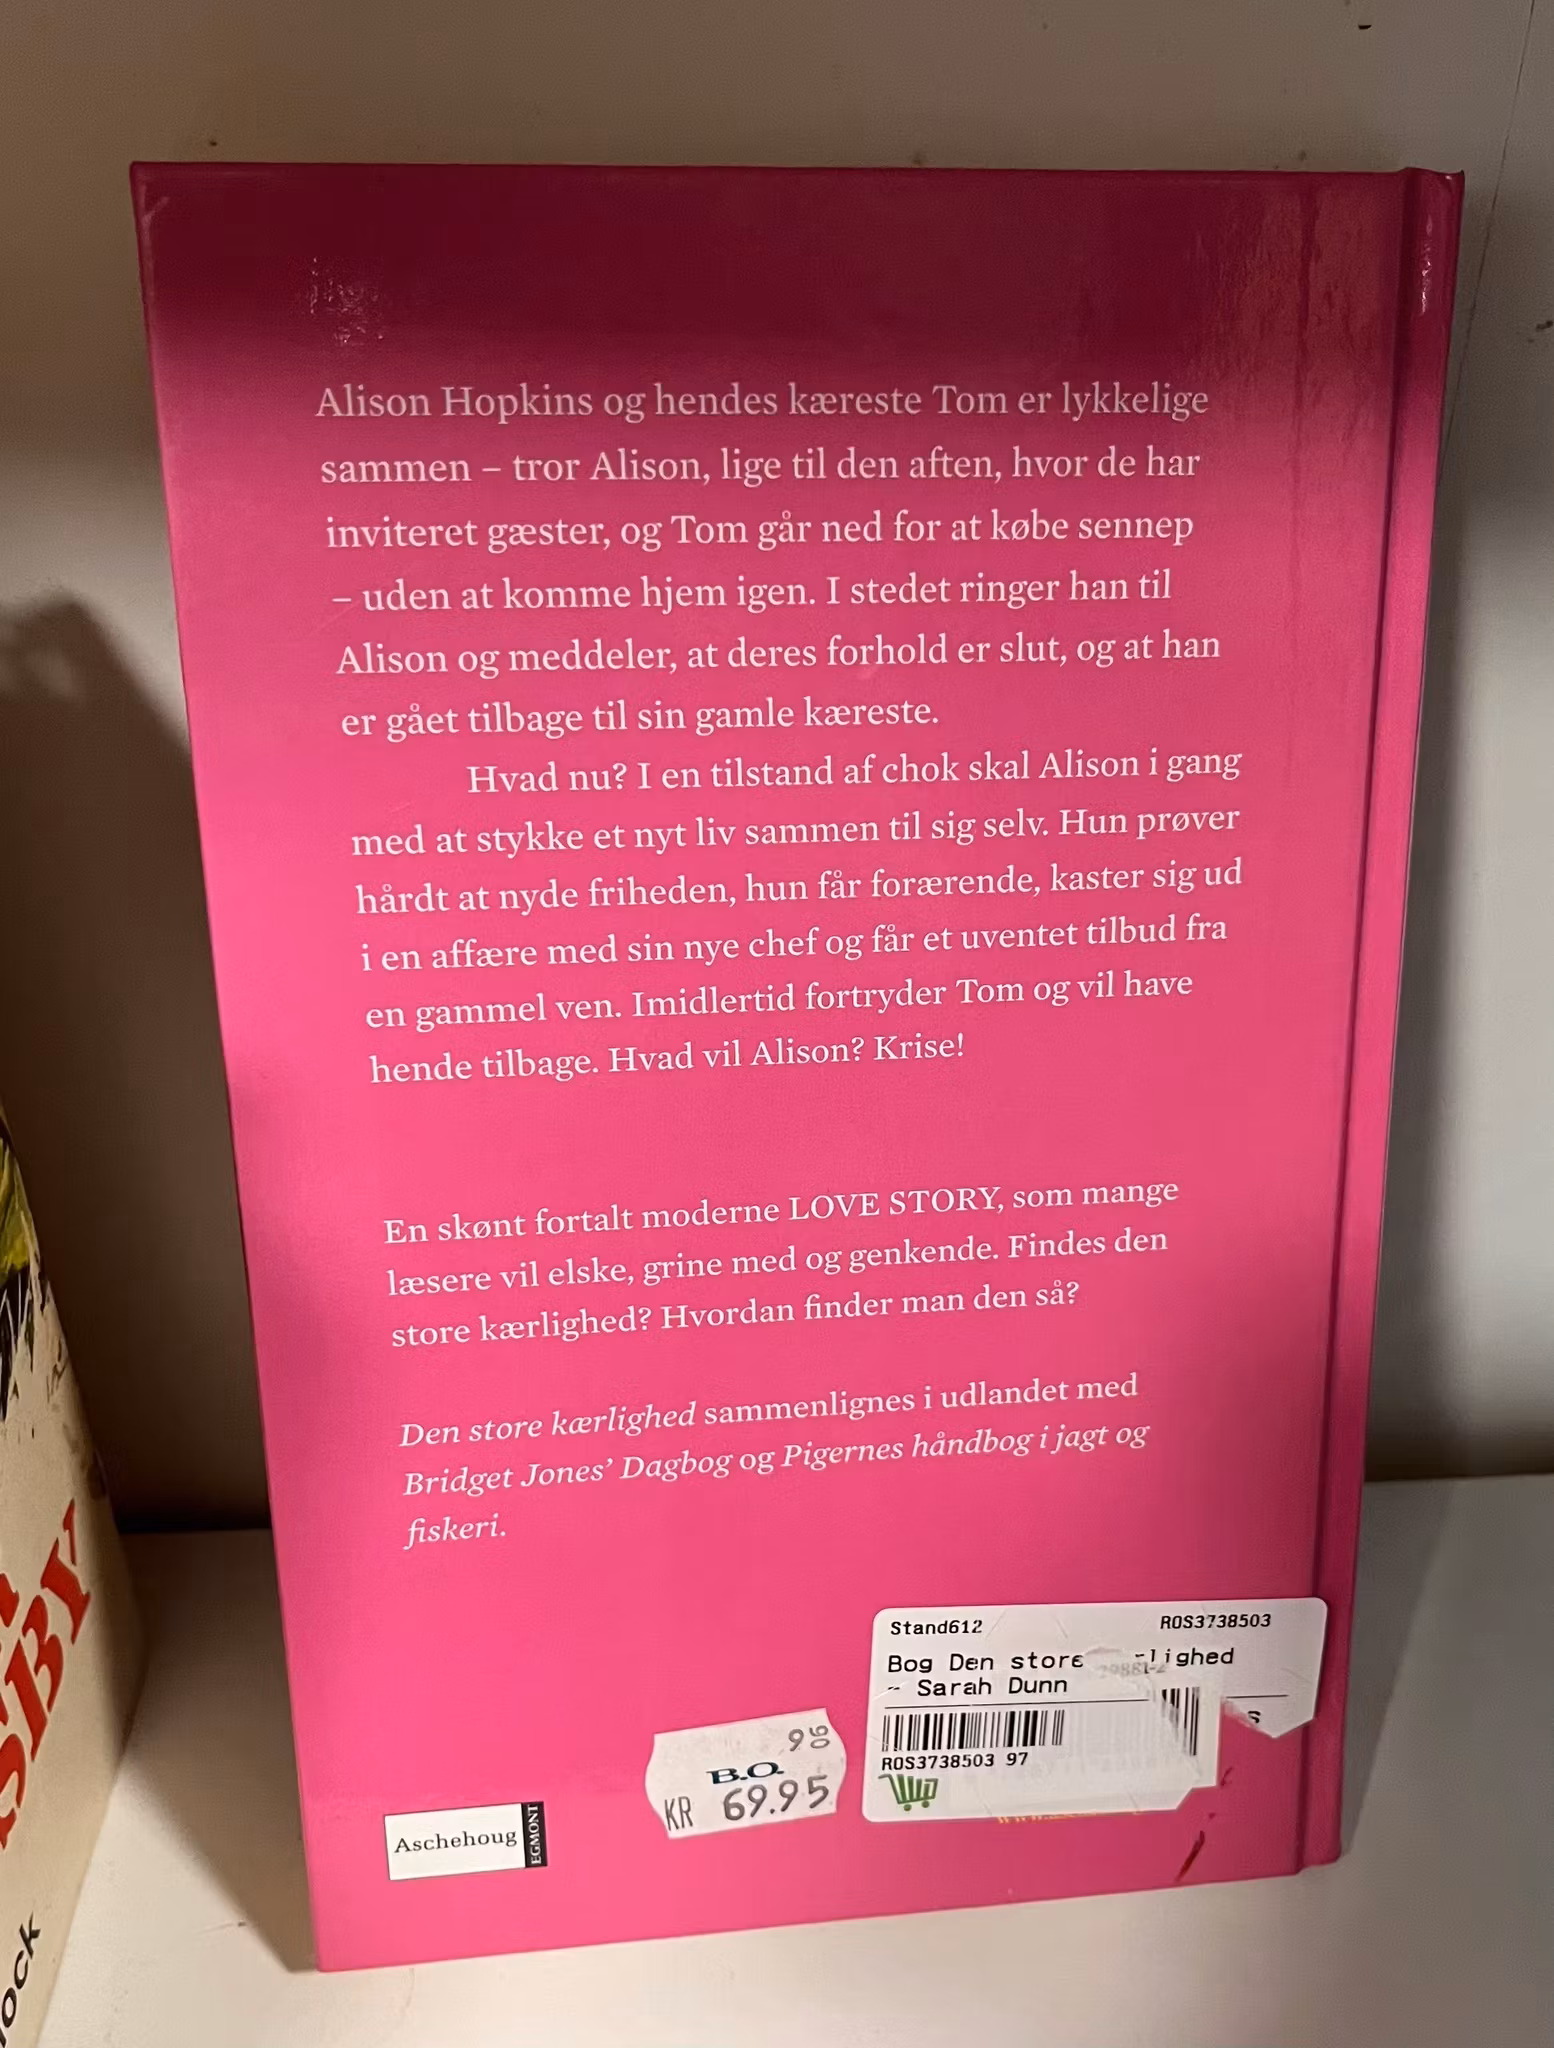 Alison Hopkins og hendes kæreste Tom er lykkelige
sammen – tror Alison, lige til den aften, hvor de har
inviteret gæster, og Tom går ned for at købe sennep
– uden at komme hjem igen. I stedet ringer han til
Alison og meddeler, at deres forhold er slut, og at han
er gået tilbage til sin gamle kæreste.
Hvad nu? I en tilstand af chok skal Alison i gang
med at stykke et nyt liv sammen til sig selv. Hun prøver
hårdt at nyde friheden, hun får forærende, kaster sig ud
i en affære med sin nye chef og får et uventet tilbud fra
en gammel ven. Imidlertid fortryder Tom og vil have
hende tilbage. Hvad vil Alison? Krise!
En skønt fortalt moderne LOVE STORY, som mange
læsere vil elske, grine med og genkende. Findes den
store kærlighed? Hvordan finder man den så?
Den store kærlighed sammenlignes i udlandet med
Bridget Jones’ Dagbog og Pigernes håndbog i jagt og
fiskeri.
Stand612 ROS3738503
Bog Den store lighed
- Sarah Dunn
ROS3738503 97
B.O.
KR 69.95
Aschehoug
EGMONT